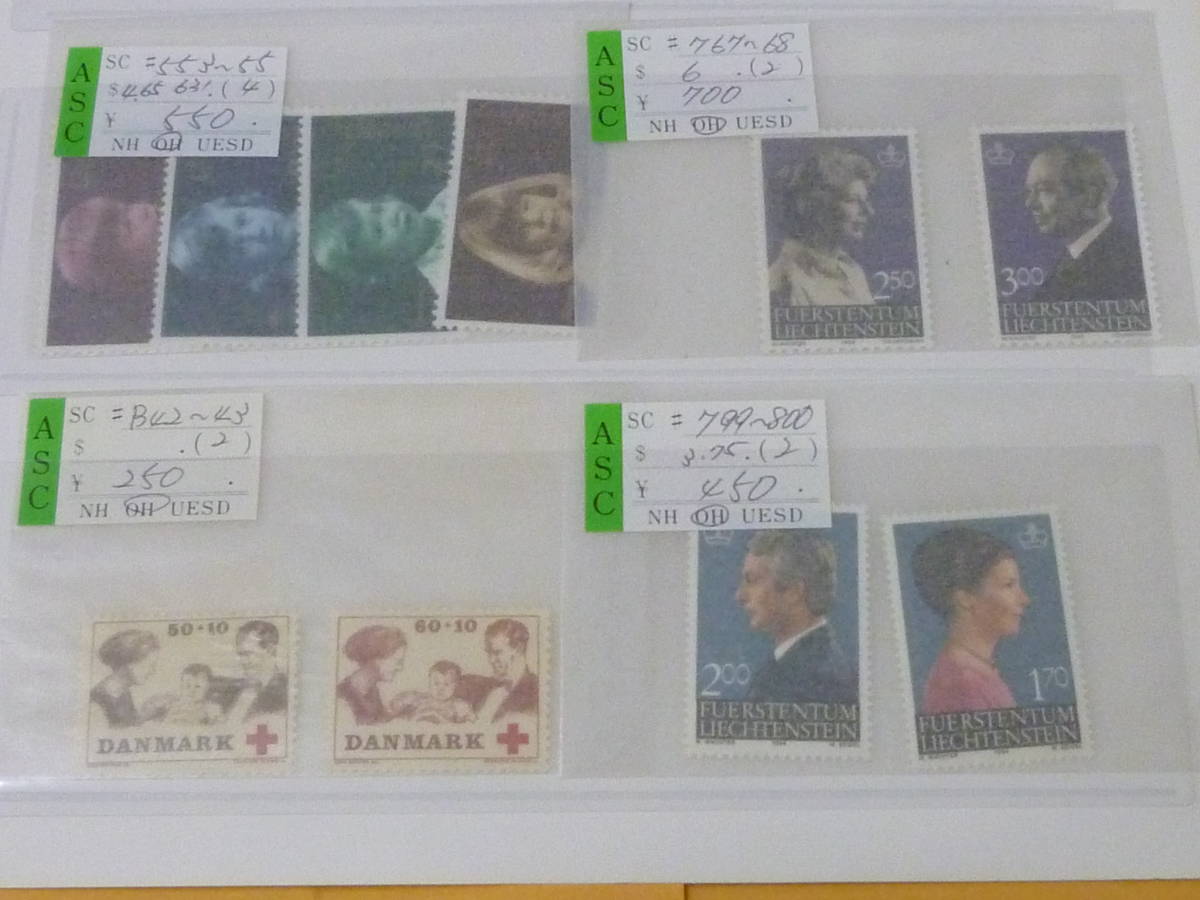 ASC
SC = 553~55
$ 4.65 631. (4)
¥ 550.
NH OH UESD
ASC
SC = 767~68
$ 6 . (2)
¥ 700 .
NH OH UESD
2.50
FUERSTENTUM
LIECHTENSTEIN
3.00
FUERSTENTUM
LIECHTENSTEIN
ASC
SC = B42~43
$ . (2)
¥ 250 .
NH OH UESD
50+10
DANMARK
60+10
DANMARK
ASC
SC = 799~800
$ 3.75. (2)
¥ 450 .
NH OH UESD
2.00
FUERSTENTUM
LIECHTENSTEIN
1.70
FUERSTENTUM
LIECHTENSTEIN